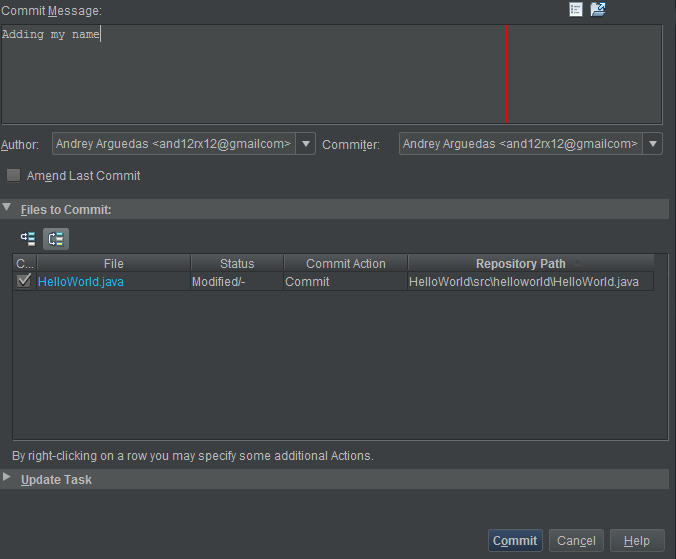 Commit Message:
Adding my name
Author: Andrey Arguedas <and12rx12@gmailcom> Commiter: Andrey Arguedas <and12rx12@gmailcom>
Amend Last Commit
Files to Commit:
C... File Status Commit Action Repository Path
HelloWorld.java Modified/- Commit HelloWorld\src\helloworld\HelloWorld.java
By right-clicking on a row you may specify some additional Actions.
Update Task
Commit Cancel Help